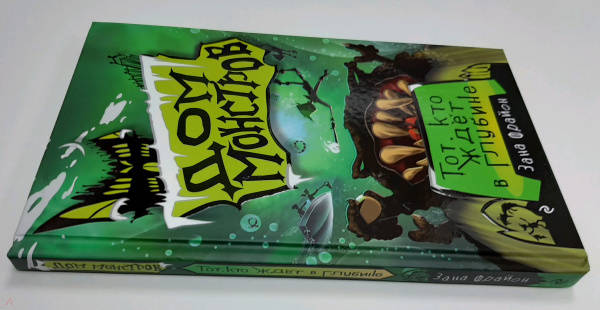 ДОМ
МОНСТРОВ
Тот, кто
ждёт
в Глубине
Зана Фрайон
ДОМ МОНСТРОВ
Тот, кто ждёт в Глубине
Зана Фрайон